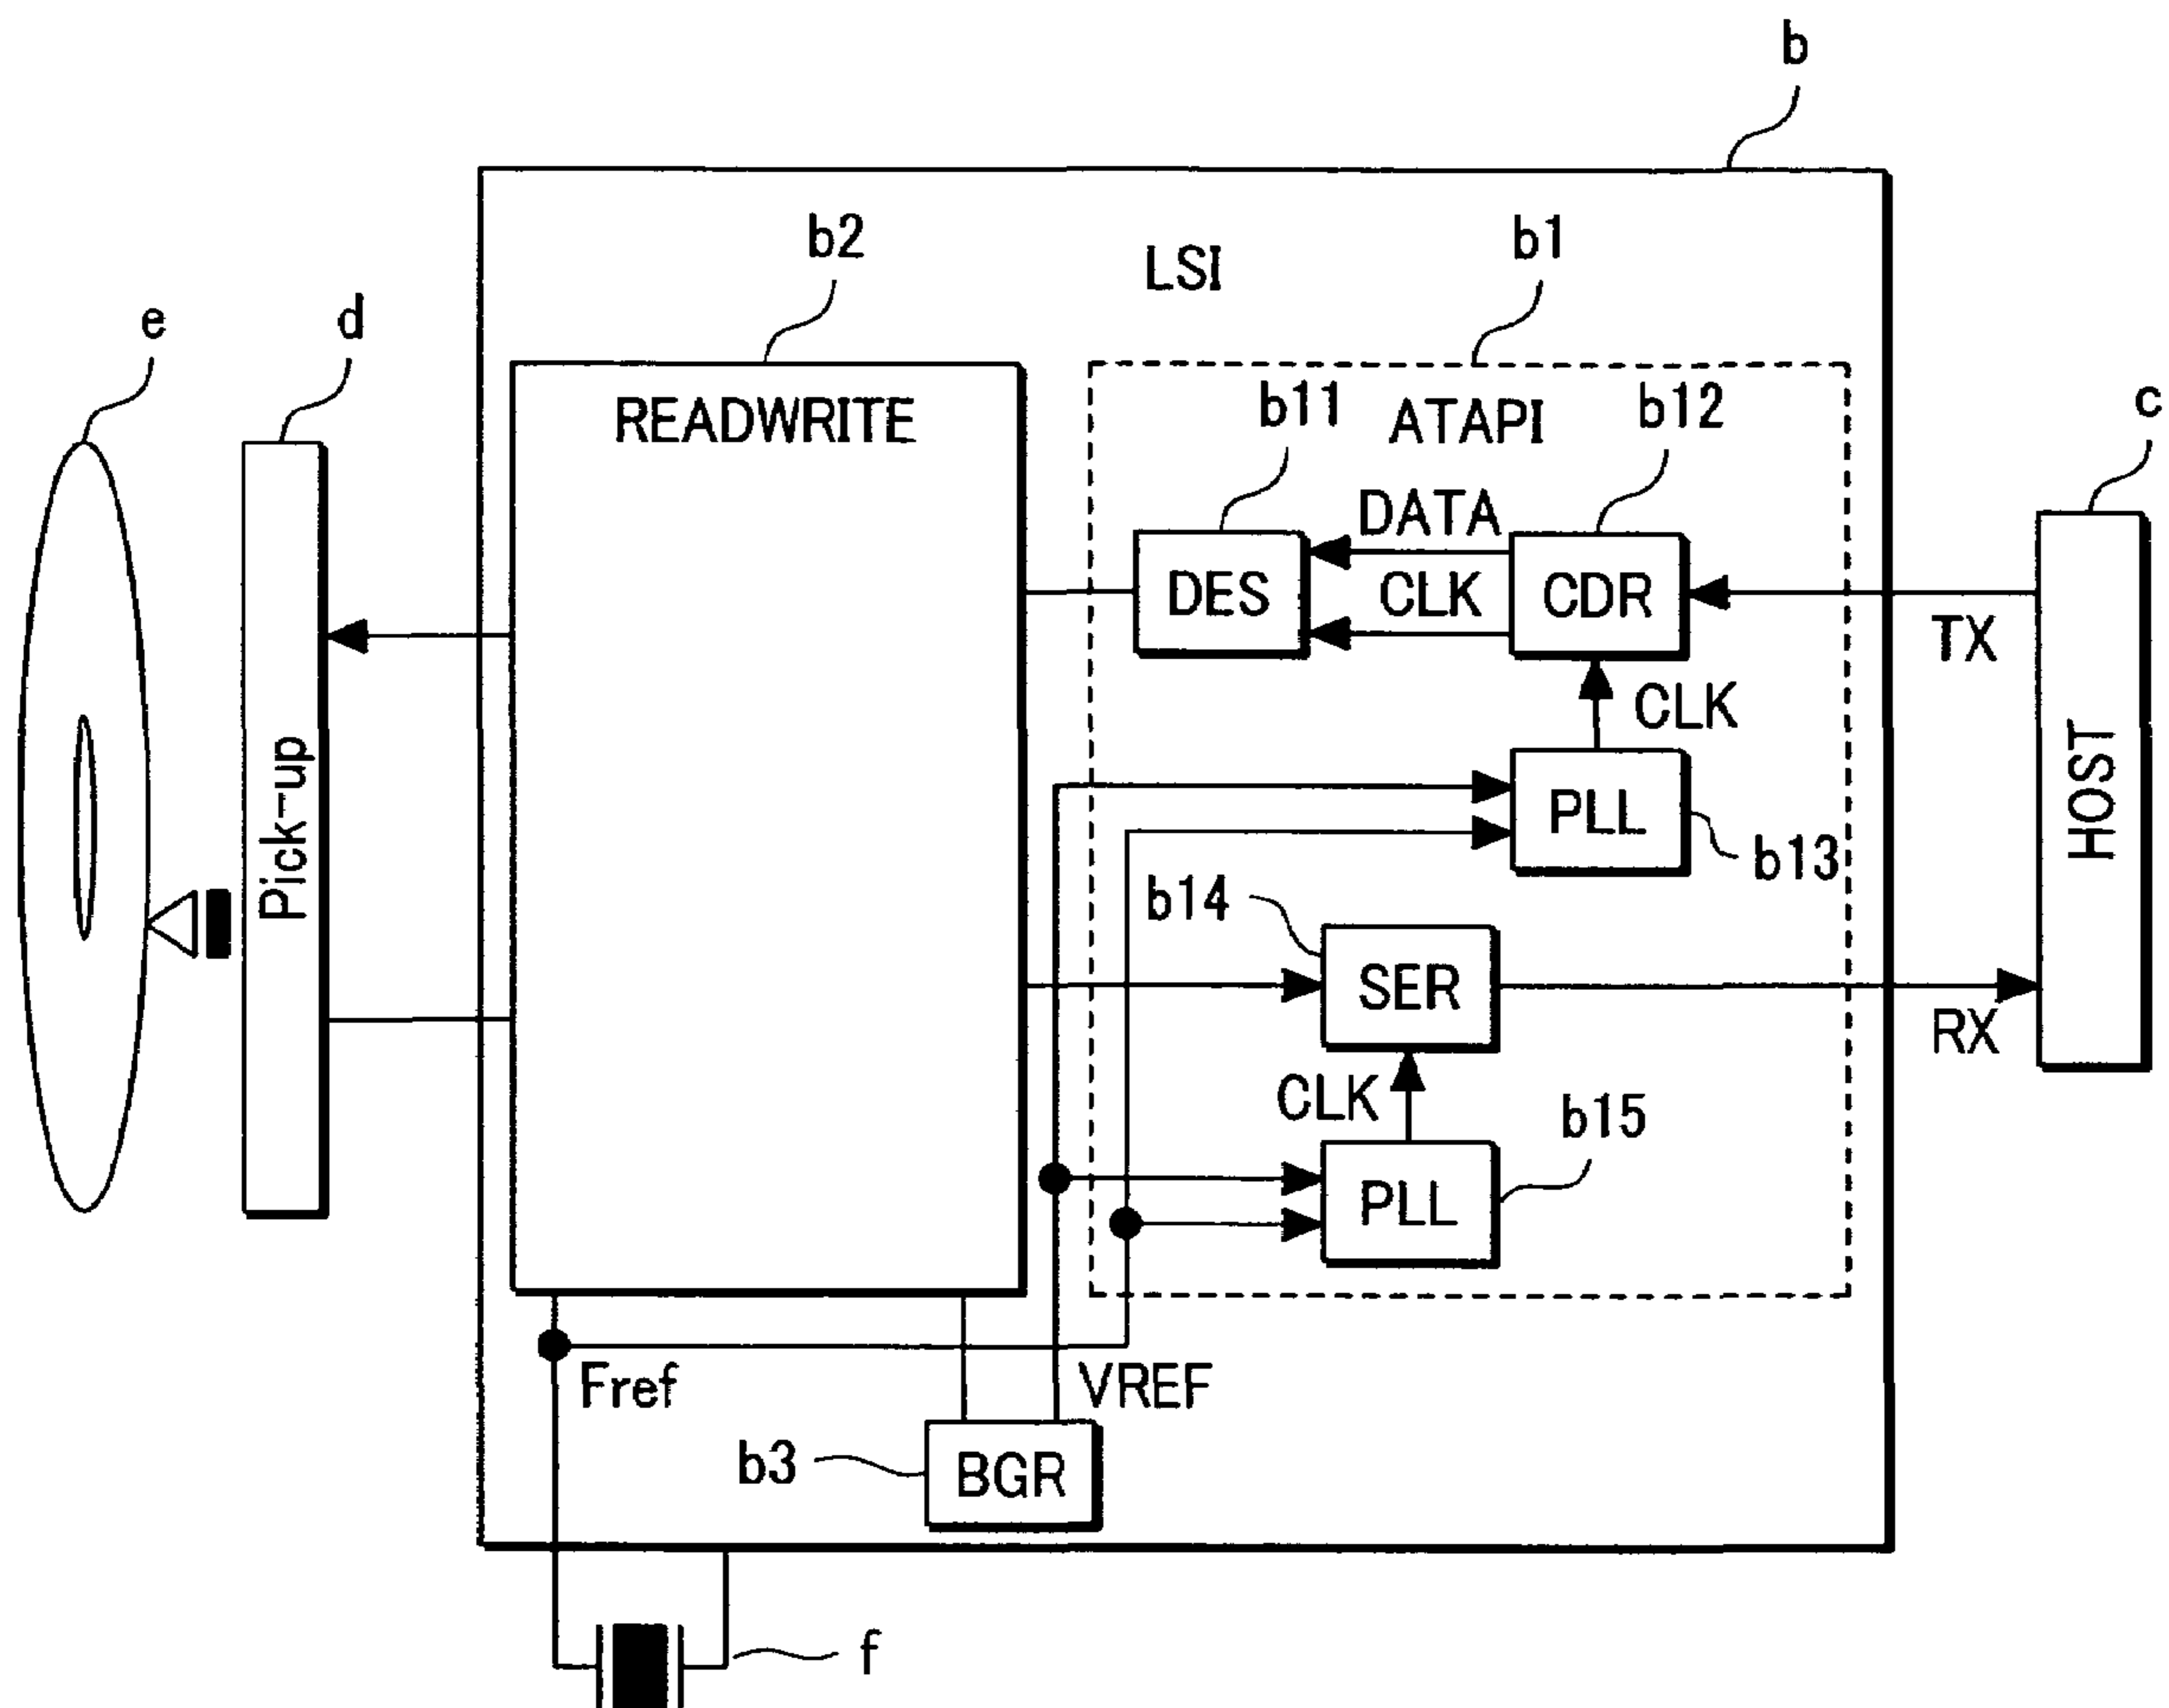 b
b2
b1
LSI
e
d
READWRITE
b11
ATAPI
b12
c
DATA
DES
CLK
CDR
TX
CLK
Pick-up
PLL
HOST
b13
b14
SER
RX
CLK
b15
PLL
Fref
VREF
b3
BGR
f